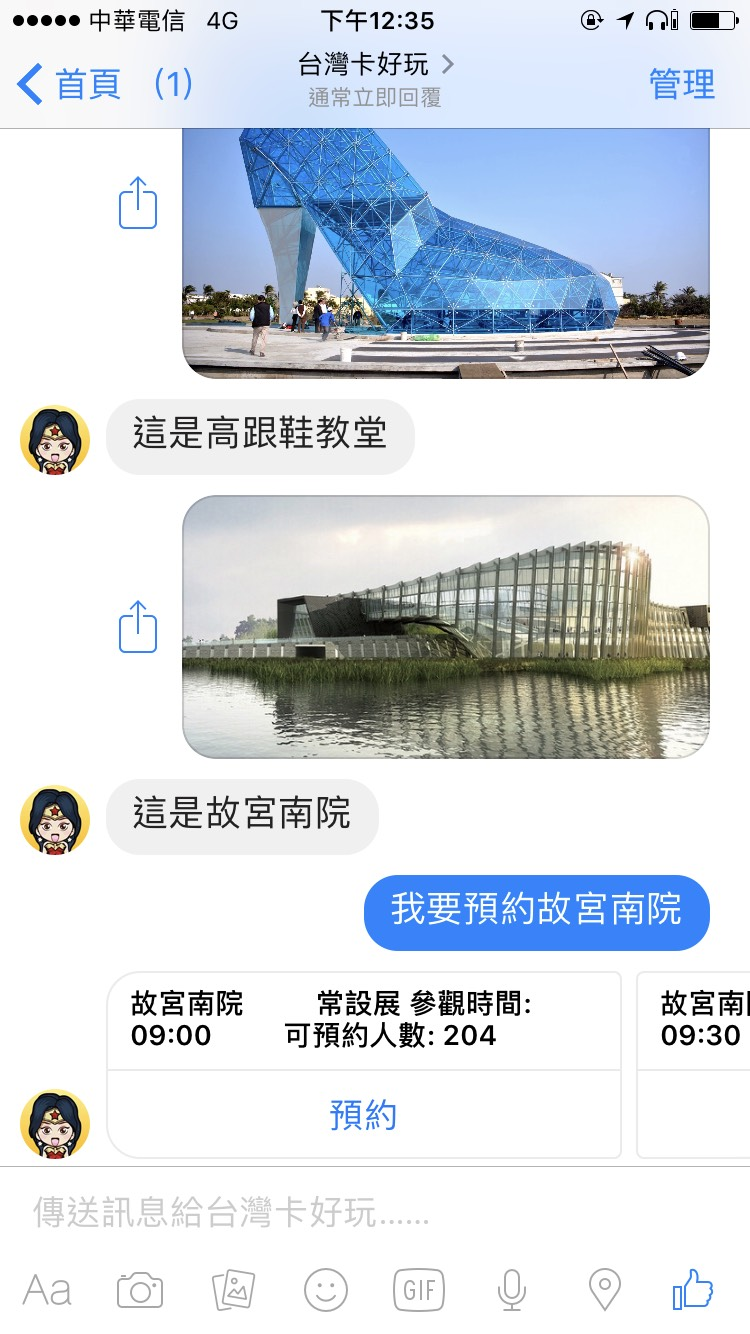 中華電信 4G 下午12:35
首頁 (1) 台灣卡好玩 管理
通常立即回覆
這是高跟鞋教堂
這是故宮南院
我要預約故宮南院
故宮南院 常設展 參觀時間:
09:00 可預約人數: 204
預約
故宮南
09:30
傳送訊息給台灣卡好玩......
Aa GIF